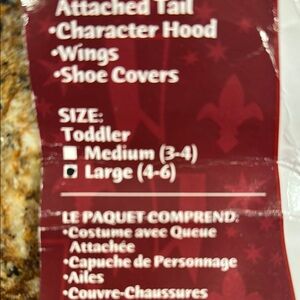 Attached Tail
•Character Hood
•Wings
•Shoe Covers
SIZE:
Toddler
Medium (3-4)
Large (4-6)
LE PAQUET COMPREND:
•Costume avec Queue
Attachée
•Capuche de Personnage
•Ailes
•Couvre-Chaussures